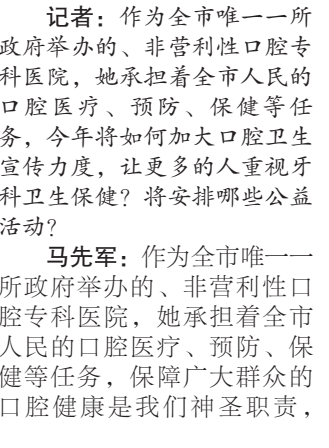 记者：作为全市唯一一所
政府举办的、非营利性口腔专
科医院，她承担着全市人民的
口腔医疗、预防、保健等任
务，今年将如何加大口腔卫生
宣传力度，让更多的人重视牙
科卫生保健？将安排哪些公益
活动？
马先军：作为全市唯一一
所政府举办的、非营利性口
腔专科医院，她承担着全市
人民的口腔医疗、预防、保
健等任务，保障广大群众的
口腔健康是我们神圣职责，